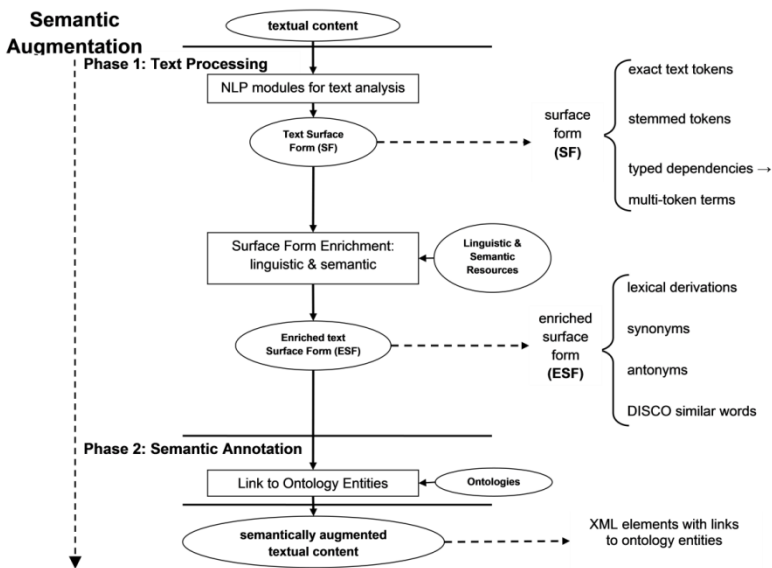 Semantic
Augmentation
textual content
Phase 1: Text Processing
NLP modules for text analysis
Text Surface
Form (SF)
surface
form
(SF)
exact text tokens
stemmed tokens
typed dependencies →
multi-token terms
Surface Form Enrichment:
linguistic & semantic
Linguistic &
Semantic
Resources
Enriched text
Surface Form (ESF)
enriched
surface
form
(ESF)
lexical derivations
synonyms
antonyms
DISCO similar words
Phase 2: Semantic Annotation
Link to Ontology Entities
Ontologies
semantically augmented
textual content
XML elements with links
to ontology entities